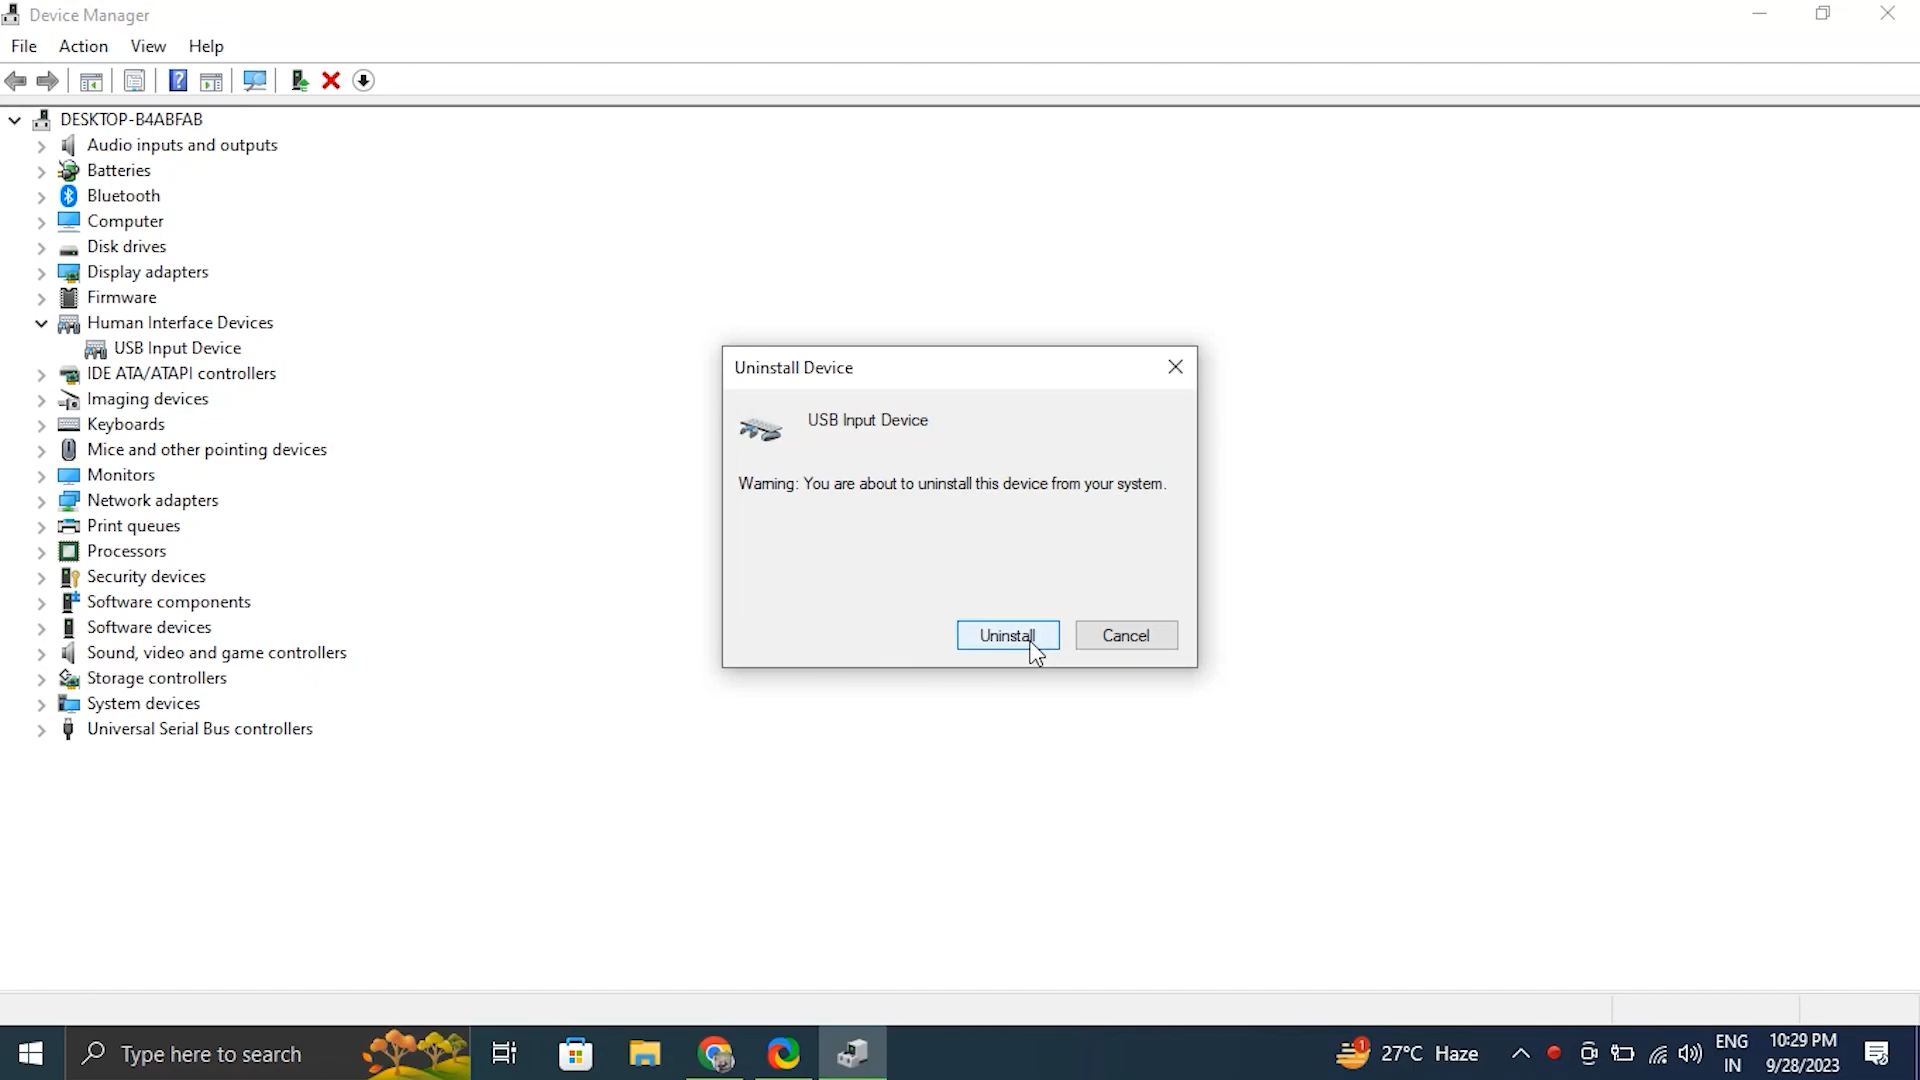 Device Manager
File Action View Help
DESKTOP-B4ABFAB
Audio inputs and outputs
Batteries
Bluetooth
Computer
Disk drives
Display adapters
Firmware
Human Interface Devices
USB Input Device
IDE ATA/ATAPI controllers
Imaging devices
Keyboards
Mice and other pointing devices
Monitors
Network adapters
Print queues
Processors
Security devices
Software components
Software devices
Sound, video and game controllers
Storage controllers
System devices
Universal Serial Bus controllers
Uninstall Device
USB Input Device
Warning: You are about to uninstall this device from your system.
Uninstall Cancel
Type here to search
1
27°C Haze
ENG
IN
10:29 PM
9/28/2023